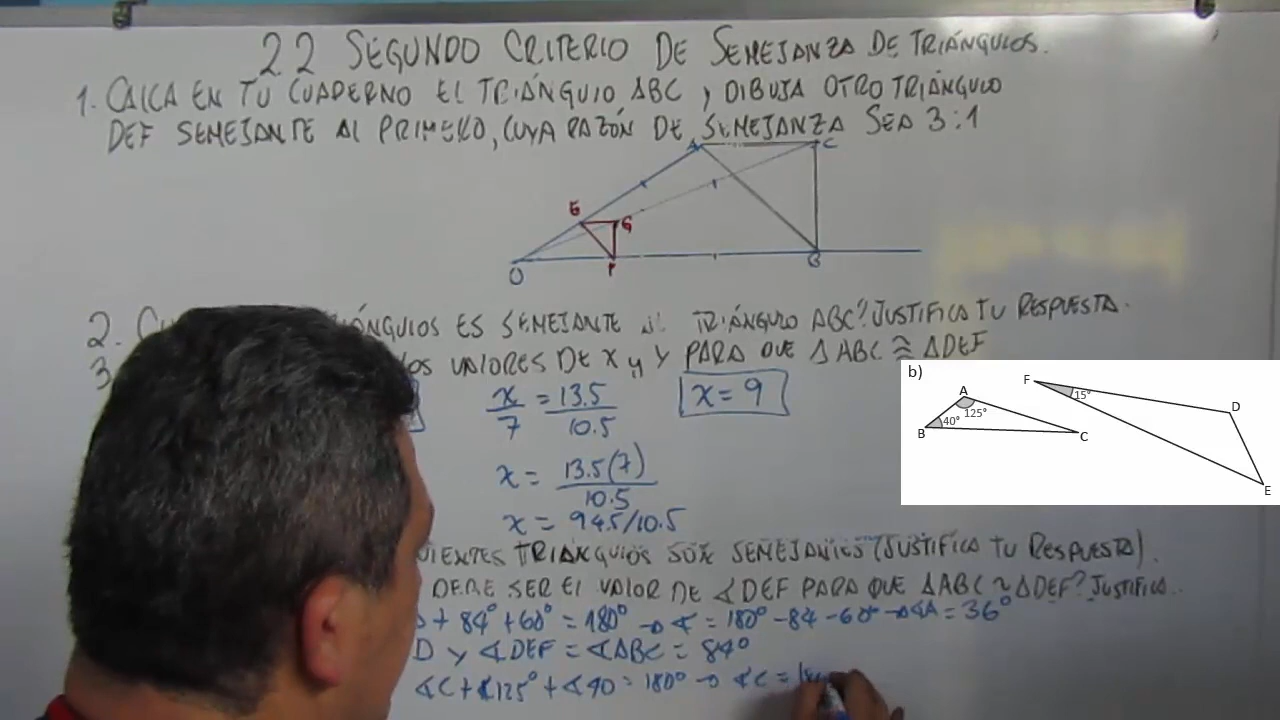 2.2 SEGUNDO CRITERIO DE SEMEJANZA DE TRIÁNGULOS.
1. CALCA EN TU CUADERNO EL TRIÁNGULO ABC Y DIBUJA OTRO TRIÁNGULO
DEF SEMEJANTE AL PRIMERO, CUYA RAZÓN DE SEMEJANZA SEA 3:1
A C
E G
O F B
2. ÁNGULOS ES SEMEJANTE AL TRIÁNGULO ABC? JUSTIFICA TU RESPUESTA.
3 LOS VALORES DE X y Y PARA QUE Δ ABC ≅ ΔDEF
x/7 = 13.5/10.5
x = 9
x = 13.5(7)/10.5
x = 94.5/10.5
b)
F 15° D
A 125°
B 40° C
E
UIENTES TRIÁNGULOS SON SEMEJANTES (JUSTIFICA TU RESPUESTA).
DEBE SER EL VALOR DE ∢DEF PARA QUE ΔABC ≈ ΔDEF? JUSTIFICA.
+ 84° + 60° = 180° → ∢ = 180° - 84 - 60° → ∢A = 36°
D Y ∢DEF = ∢ABC = 84°
∢C + ∢125° + ∢40 = 180° → ∢C =